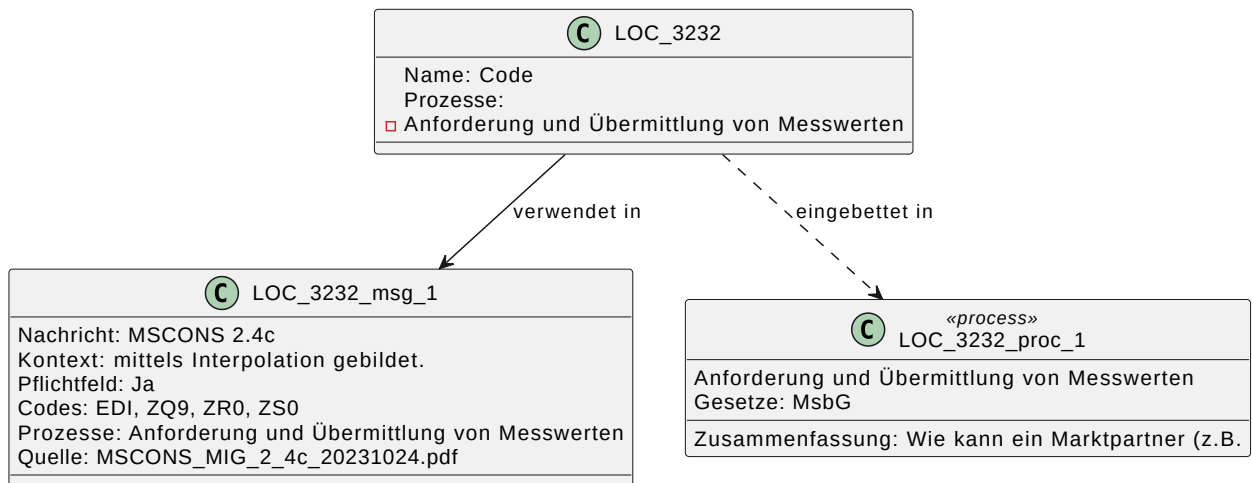 C LOC_3232
Name: Code
Prozesse:
Anforderung und Übermittlung von Messwerten
verwendet in
eingebettet in
C LOC_3232_msg_1
Nachricht: MSCONS 2.4c
Kontext: mittels Interpolation gebildet.
Pflichtfeld: Ja
Codes: EDI, ZQ9, ZR0, ZS0
Prozesse: Anforderung und Übermittlung von Messwerten
Quelle: MSCONS_MIG_2_4c_20231024.pdf
C «process»
LOC_3232_proc_1
Anforderung und Übermittlung von Messwerten
Gesetze: MsbG
Zusammenfassung: Wie kann ein Marktpartner (z.B.